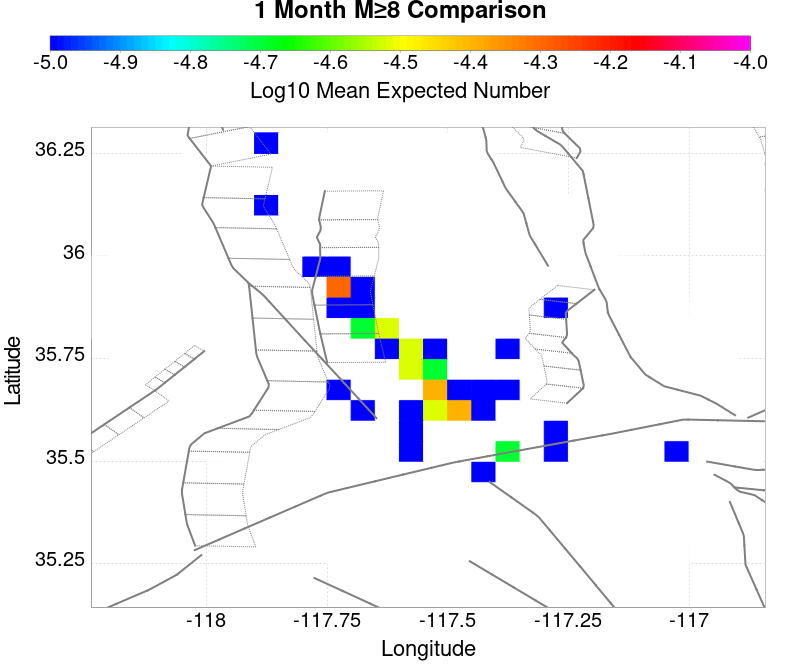 1 Month M≥8 Comparison
-5.0 -4.9 -4.8 -4.7 -4.6 -4.5 -4.4 -4.3 -4.2 -4.1 -4.0
Log10 Mean Expected Number
36.25
36
35.75
35.5
35.25
Latitude
-118 -117.75 -117.5 -117.25 -117
Longitude